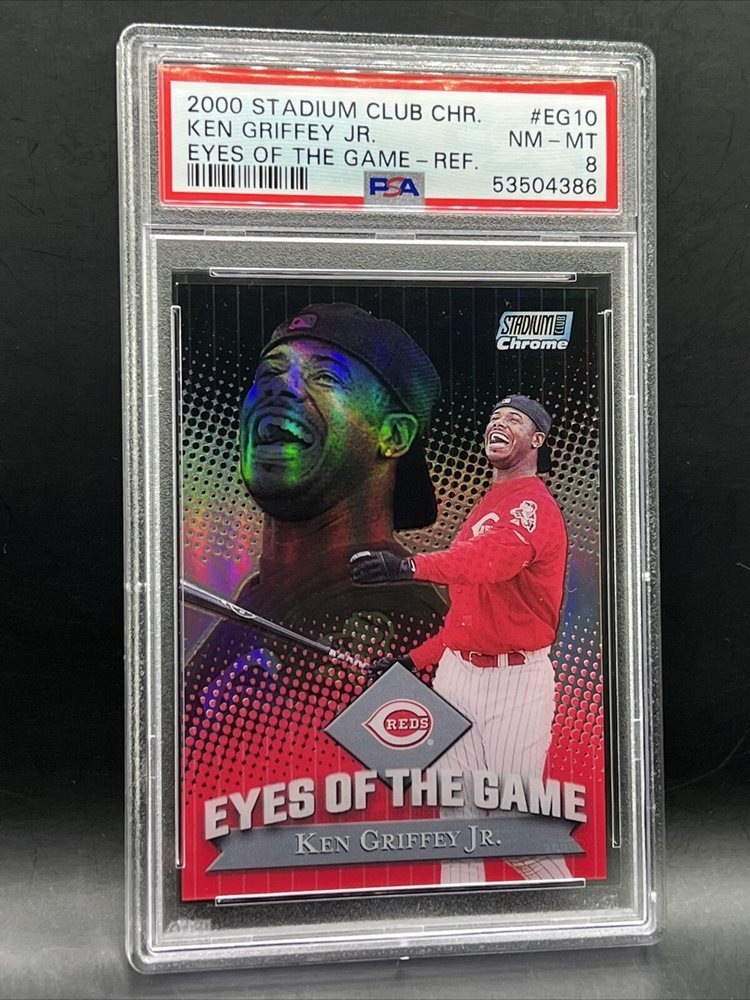 2000 STADIUM CLUB CHR. #EG10
KEN GRIFFEY JR. NM - MT
EYES OF THE GAME - REF. 8
PSA 53504386
STADIUM CLUB
Chrome
REDS
EYES OF THE GAME
KEN GRIFFEY JR.